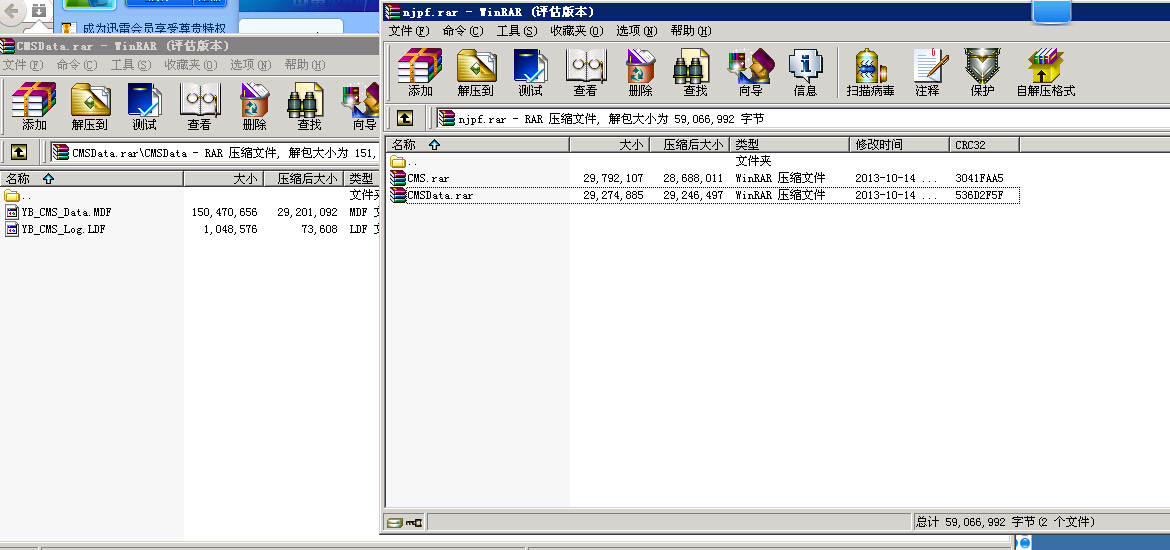 成为迅雷会员享受尊贵特权
CMSData.rar - WinRAR (评估版本)
文件(F) 命令(C) 工具(S) 收藏夹(O) 选项(N) 帮助(H)
添加 解压到 测试 查看 删除 查找 向导
CMSData.rar\CMSData - RAR 压缩文件, 解包大小为 151,
名称 大小 压缩后大小 类型
.. 文件夹
YB_CMS_Data.MDF 150,470,656 29,201,092 MDF
YB_CMS_Log.LDF 1,048,576 73,608 LDF
njpf.rar - WinRAR (评估版本)
文件(F) 命令(C) 工具(S) 收藏夹(O) 选项(N) 帮助(H)
添加 解压到 测试 查看 删除 查找 向导 信息 扫描病毒 注释 保护 自解压格式
njpf.rar - RAR 压缩文件, 解包大小为 59,066,992 字节
名称 大小 压缩后大小 类型 修改时间 CRC32
.. 文件夹
CMS.rar 29,792,107 28,688,011 WinRAR 压缩文件 2013-10-14 ... 3041FAA5
CMSData.rar 29,274,885 29,246,497 WinRAR 压缩文件 2013-10-14 ... 536D2F5F
总计 59,066,992 字节(2 个文件)